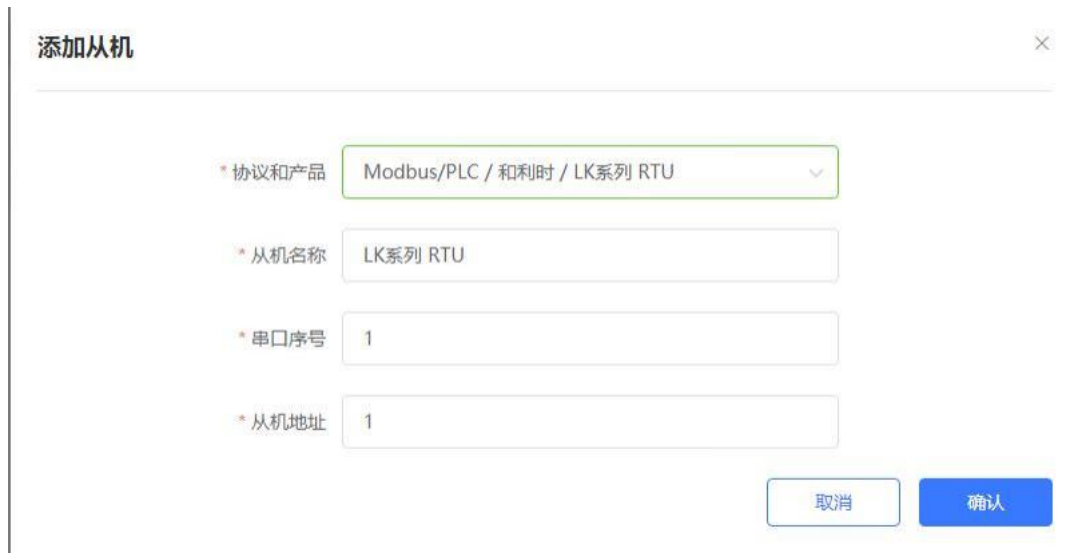 添加从机
* 协议和产品 Modbus/PLC / 和利时 / LK系列 RTU
* 从机名称 LK系列 RTU
* 串口序号 1
* 从机地址 1
取消 确认